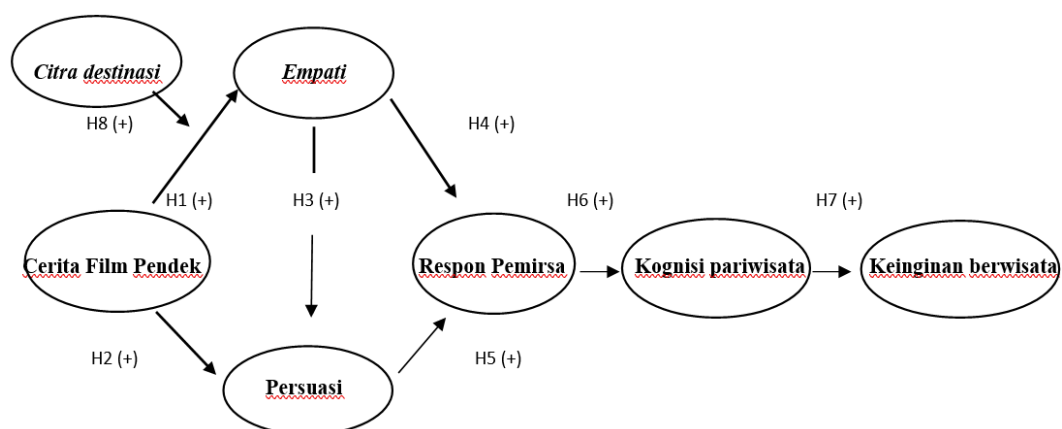 Citra destinasi
Empati
H8 (+)
H4 (+)
H1 (+)
H3 (+)
H6 (+)
H7 (+)
Cerita Film Pendek
Respon Pemirsa
Kognisi pariwisata
Keinginan berwisata
H2 (+)
H5 (+)
Persuasi